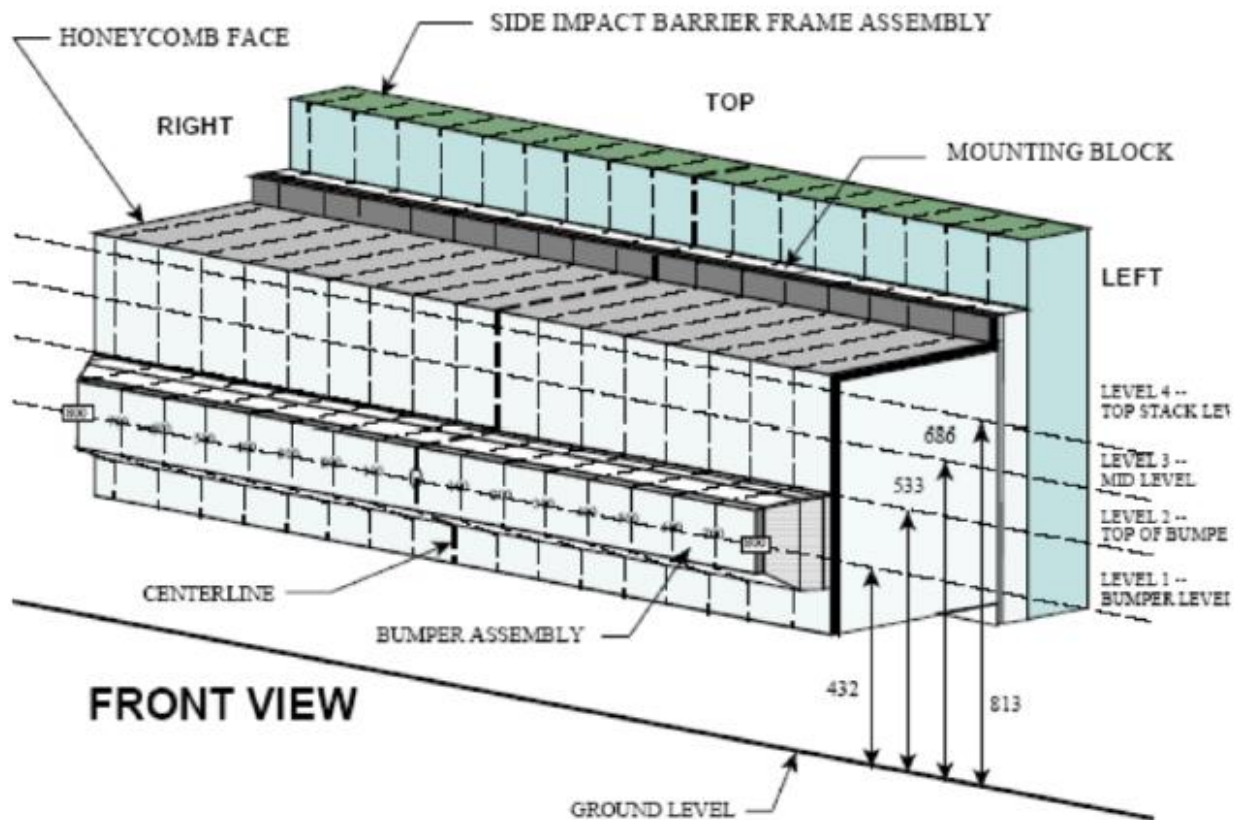 SIDE IMPACT BARRIER FRAME ASSEMBLY
HONEYCOMB FACE
TOP
RIGHT
MOUNTING BLOCK
LEFT
LEVEL 4 --
TOP STACK LEV
686
LEVEL 3 --
MID LEVEL
533
LEVEL 2 --
TOP OF BUMPE
800
800
LEVEL 1 --
BUMPER LEVEL
CENTERLINE
BUMPER ASSEMBLY
432
813
FRONT VIEW
GROUND LEVEL